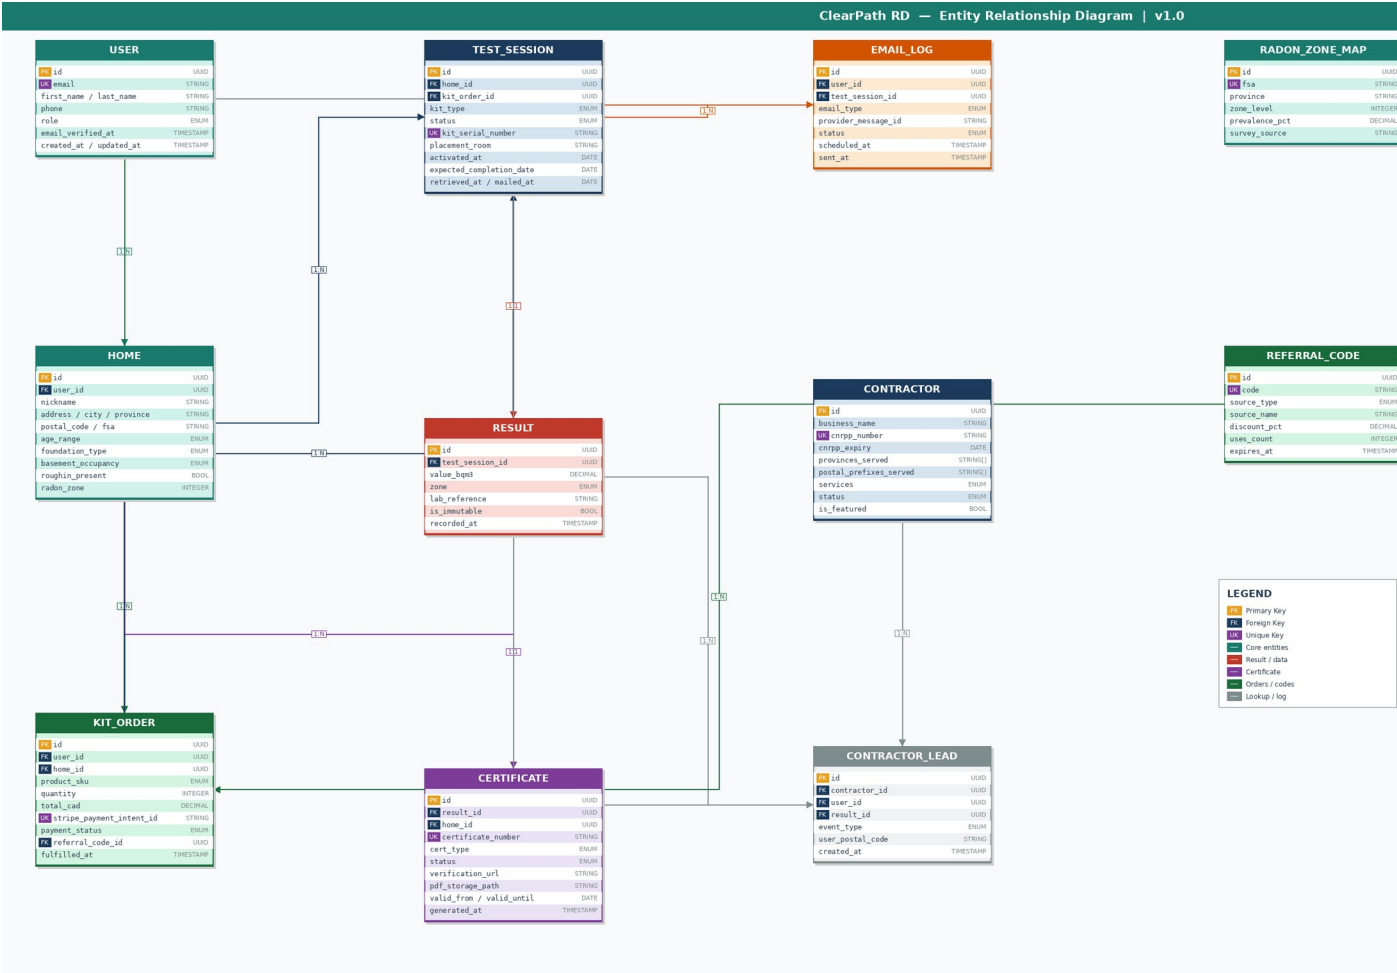 ClearPath RD — Entity Relationship Diagram | v1.0
USER
PK id UUID
UK email STRING
first_name / last_name STRING
phone STRING
role ENUM
email_verified_at TIMESTAMP
created_at / updated_at TIMESTAMP
TEST_SESSION
PK id UUID
FK home_id UUID
FK kit_order_id UUID
kit_type ENUM
status ENUM
UK kit_serial_number STRING
placement_room STRING
activated_at DATE
expected_completion_date DATE
retrieved_at / mailed_at DATE
EMAIL_LOG
PK id UUID
FK user_id UUID
FK test_session_id UUID
email_type ENUM
provider_message_id STRING
status ENUM
scheduled_at TIMESTAMP
sent_at TIMESTAMP
RADON_ZONE_MAP
PK id UUID
UK fsa STRING
province STRING
zone_level INTEGER
prevalence_pct DECIMAL
survey_source STRING
1:N
1:N
1:N
1:1
HOME
PK id UUID
FK user_id UUID
nickname STRING
address / city / province STRING
postal_code / fsa STRING
age_range ENUM
foundation_type ENUM
basement_occupancy ENUM
roughin_present BOOL
radon_zone INTEGER
1:N
RESULT
PK id UUID
FK test_session_id UUID
value_bqm3 DECIMAL
zone ENUM
lab_reference STRING
is_immutable BOOL
recorded_at TIMESTAMP
CONTRACTOR
PK id UUID
business_name STRING
UK cnrpp_number STRING
cnrpp_expiry DATE
provinces_served STRING[]
postal_prefixes_served STRING[]
services ENUM
status ENUM
is_featured BOOL
REFERRAL_CODE
PK id UUID
UK code STRING
source_type ENUM
source_name STRING
discount_pct DECIMAL
uses_count INTEGER
expires_at TIMESTAMP
1:N
1:N
1:N
1:1
1:N
1:N
LEGEND
PK Primary Key
FK Foreign Key
UK Unique Key
Core entities
Result / data
Certificate
Orders / codes
Lookup / log
KIT_ORDER
PK id UUID
FK user_id UUID
FK home_id UUID
product_sku ENUM
quantity INTEGER
total_cad DECIMAL
UK stripe_payment_intent_id STRING
payment_status ENUM
FK referral_code_id UUID
fulfilled_at TIMESTAMP
CERTIFICATE
PK id UUID
FK result_id UUID
FK home_id UUID
UK certificate_number STRING
cert_type ENUM
status ENUM
verification_url STRING
pdf_storage_path STRING
valid_from / valid_until DATE
generated_at TIMESTAMP
CONTRACTOR_LEAD
PK id UUID
FK contractor_id UUID
FK user_id UUID
FK result_id UUID
event_type ENUM
user_postal_code STRING
created_at TIMESTAMP